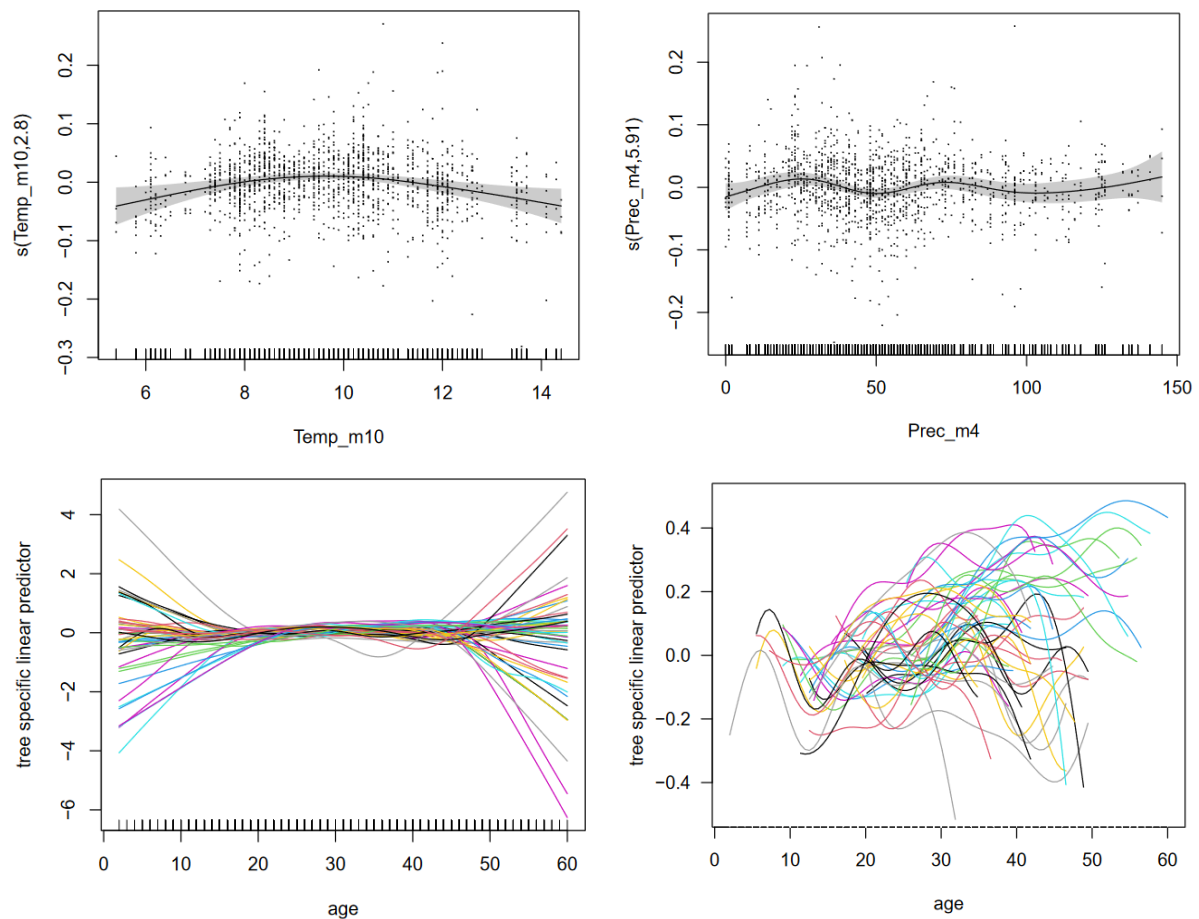 s(Temp_m10,2.8)
0.2
0.1
0.0
−0.1
−0.2
−0.3
6 8 10 12 14
Temp_m10
s(Prec_m4,5.91)
0.2
0.1
0.0
−0.1
−0.2
0 50 100 150
Prec_m4
tree specific linear predictor
4
2
0
−2
−4
−6
0 10 20 30 40 50 60
age
tree specific linear predictor
0.4
0.2
0.0
−0.2
−0.4
0 10 20 30 40 50 60
age